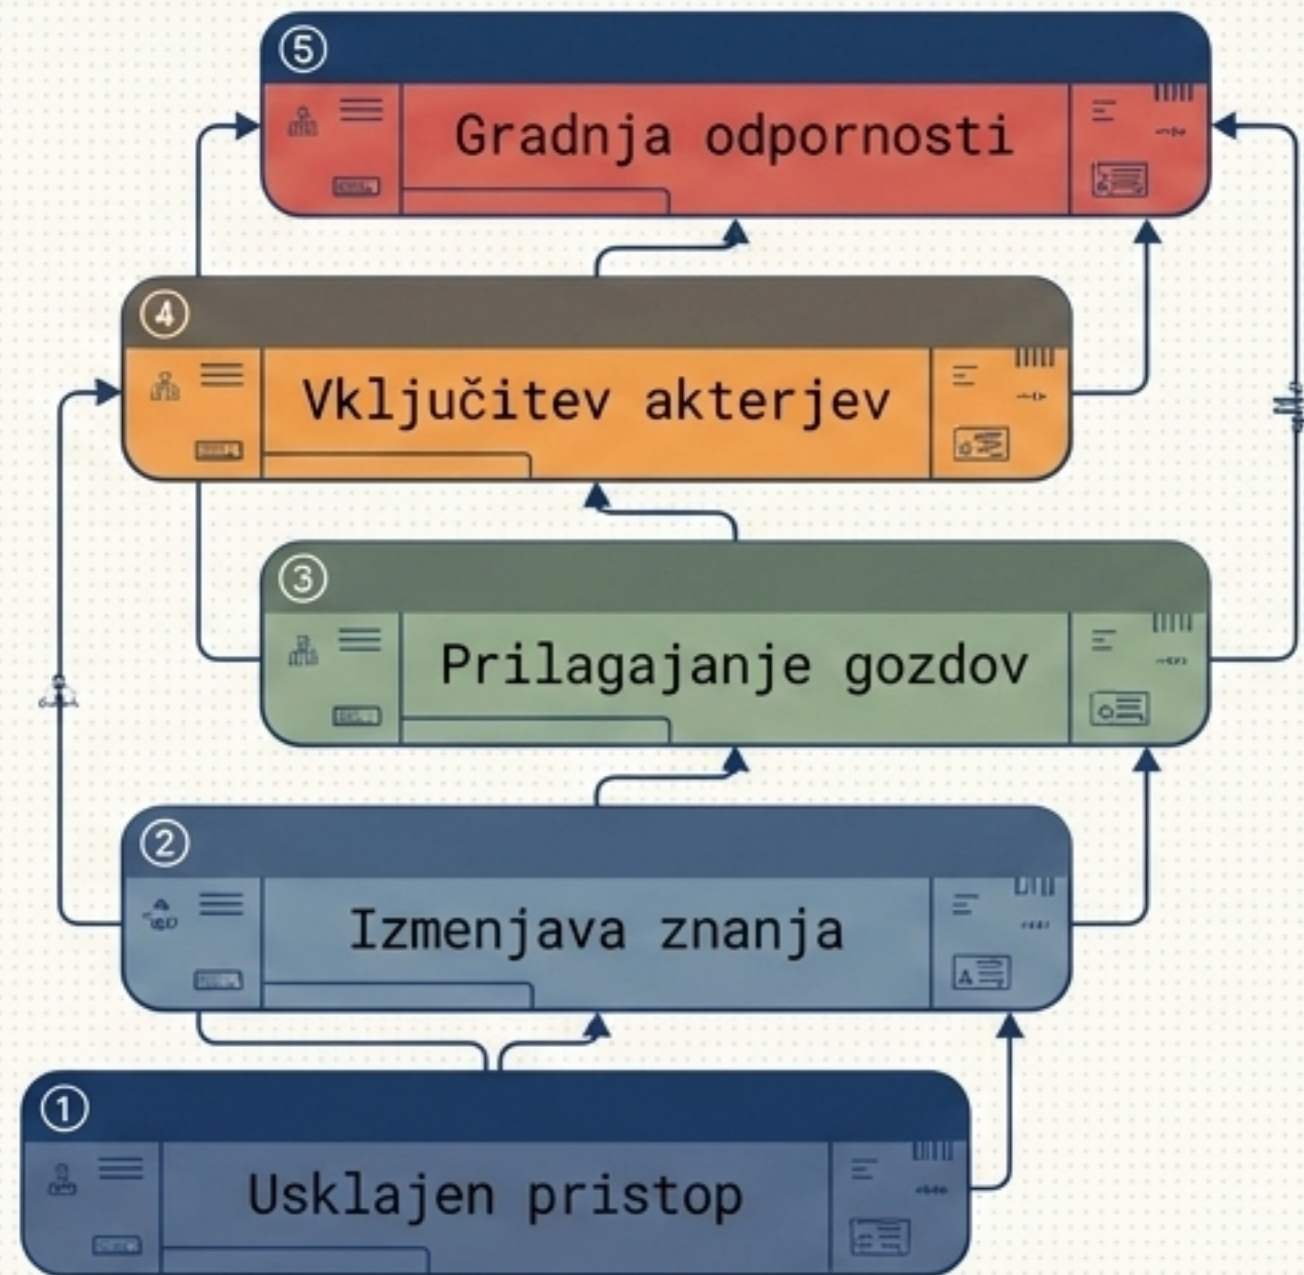 5
Gradnja odpornosti
4
Vključitev akterjev
3
Prilagajanje gozdov
2
Izmenjava znanja
1
Usklajen pristop